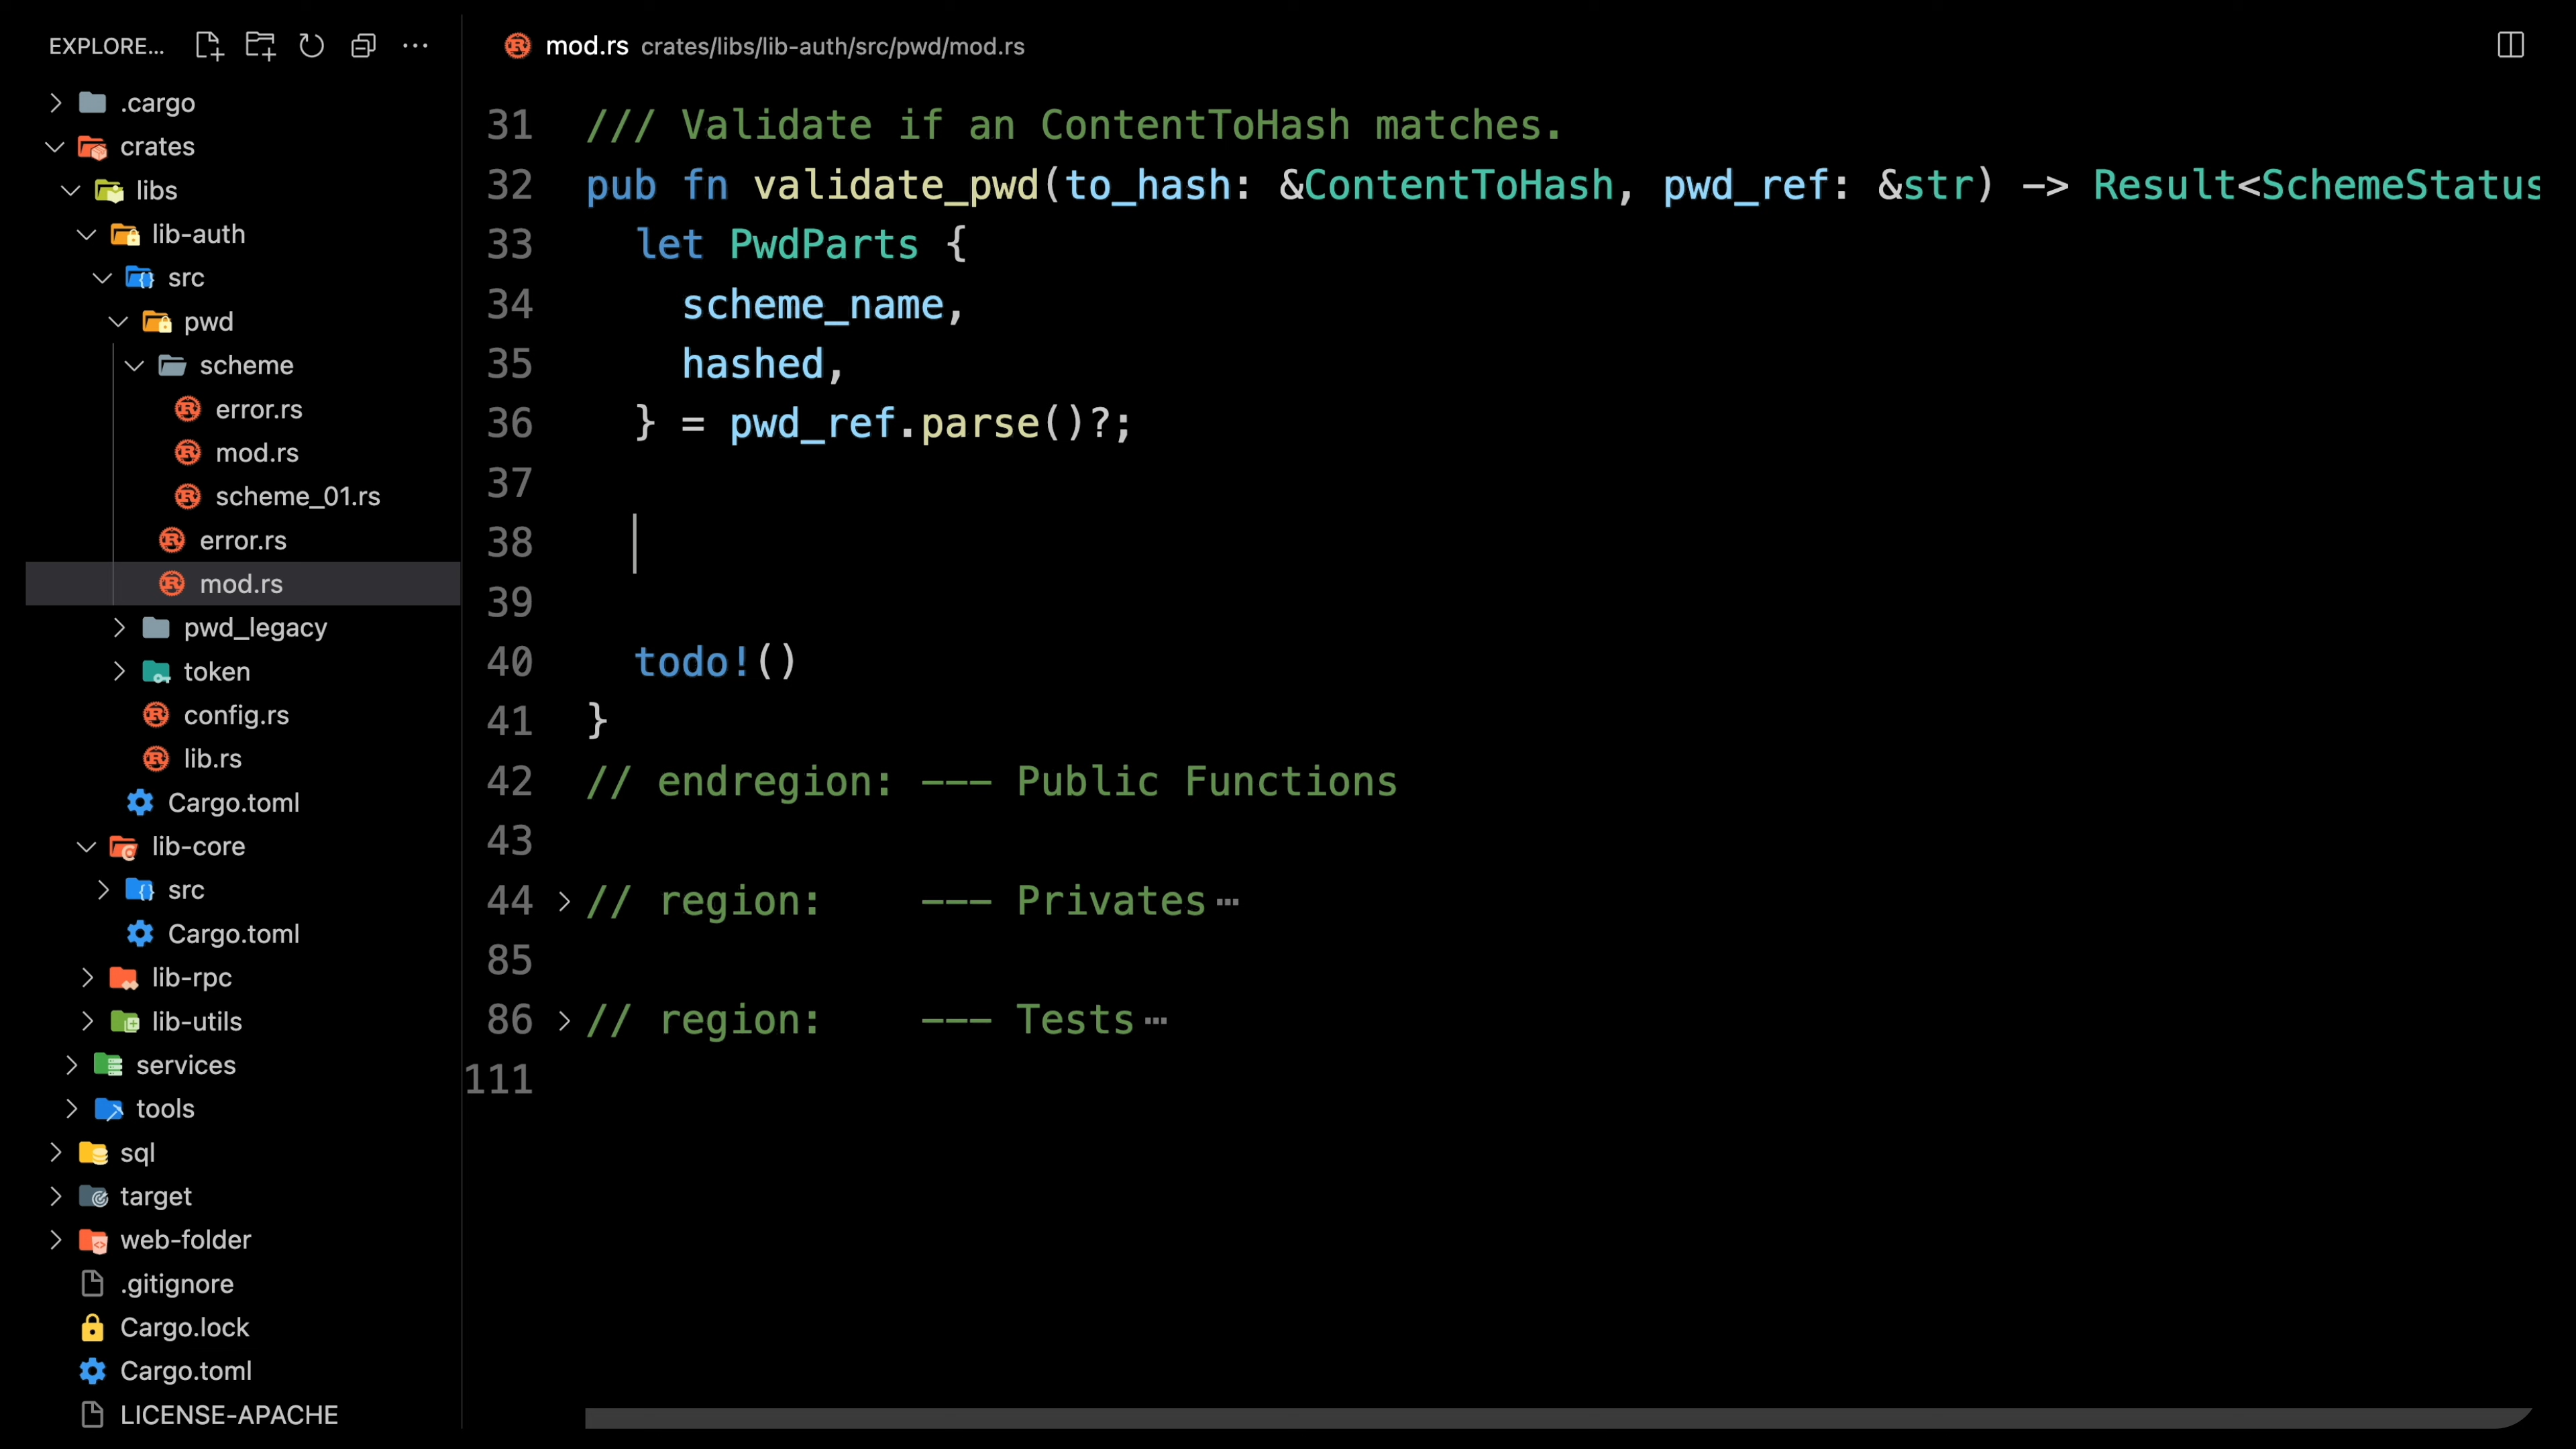 EXPLORE...
.cargo
crates
libs
lib-auth
src
pwd
scheme
error.rs
mod.rs
scheme_01.rs
error.rs
mod.rs
pwd_legacy
token
config.rs
lib.rs
Cargo.toml
lib-core
src
Cargo.toml
lib-rpc
lib-utils
services
tools
sql
target
web-folder
.gitignore
Cargo.lock
Cargo.toml
LICENSE-APACHE
mod.rs crates/libs/lib-auth/src/pwd/mod.rs
31 /// Validate if an ContentToHash matches.
32 pub fn validate_pwd(to_hash: &ContentToHash, pwd_ref: &str) -> Result<SchemeStatus
33 let PwdParts {
34 scheme_name,
35 hashed,
36 } = pwd_ref.parse()?;
37
38
39
40 todo!()
41 }
42 // endregion: --- Public Functions
43
44 // region: --- Privates…
85
86 // region: --- Tests…
111